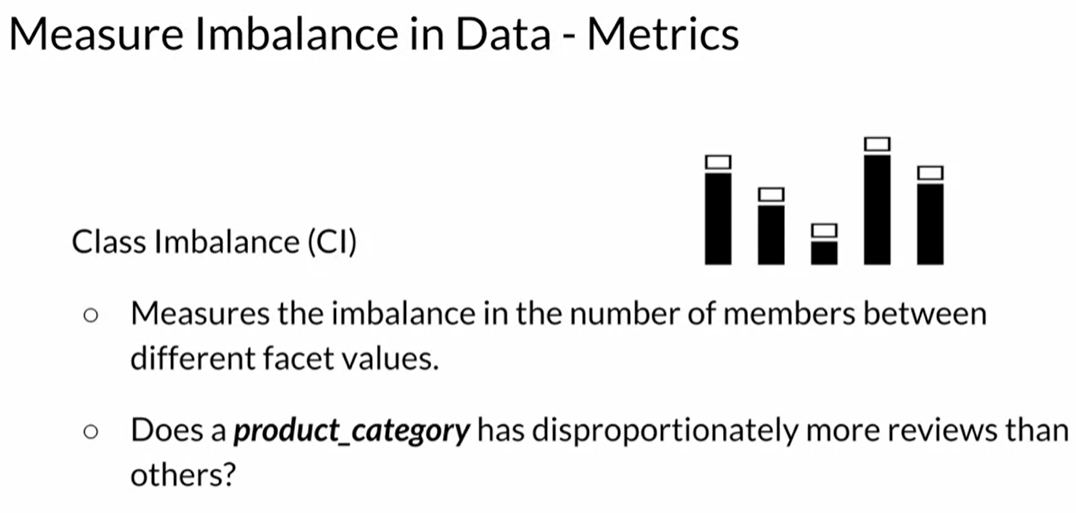 Measure Imbalance in Data - Metrics
Class Imbalance (CI)
○ Measures the imbalance in the number of members between
different facet values.
○ Does a product_category has disproportionately more reviews than
others?